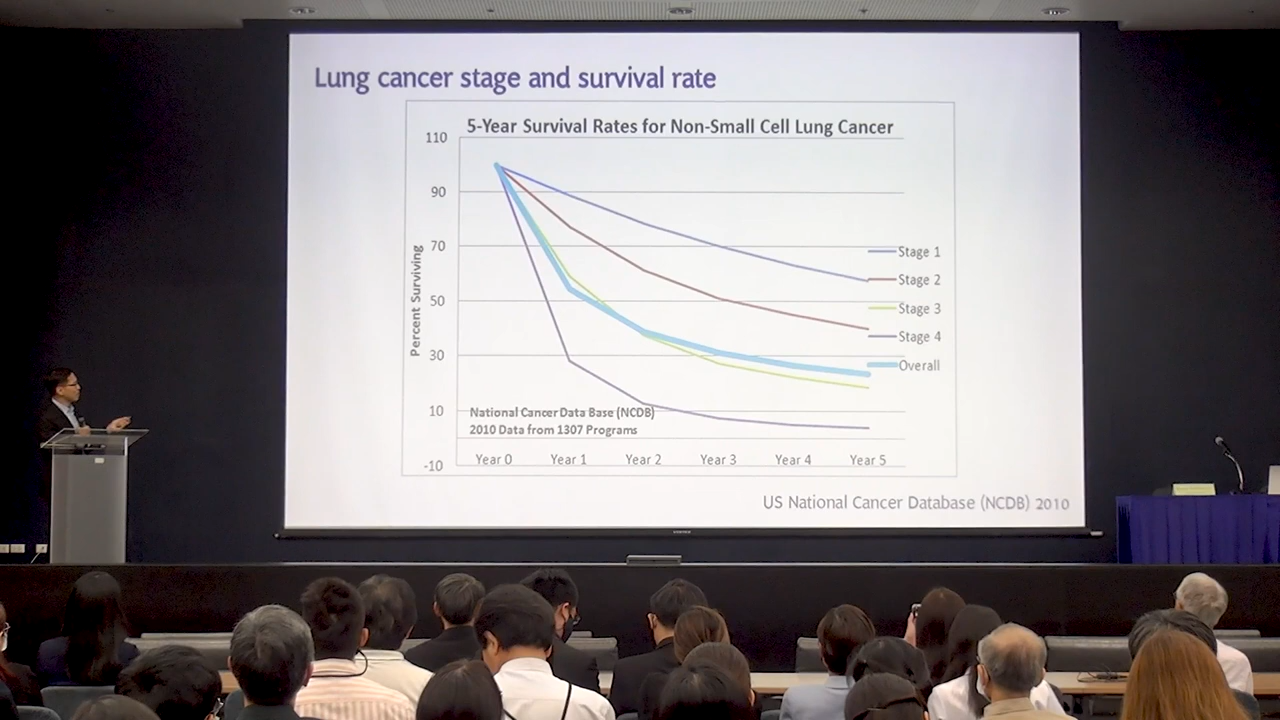 Lung cancer stage and survival rate
5-Year Survival Rates for Non-Small Cell Lung Cancer
110
90
70
50
30
10
-10
Percent Surviving
Stage 1
Stage 2
Stage 3
Stage 4
Overall
National Cancer Data Base (NCDB)
2010 Data from 1307 Programs
Year 0 Year 1 Year 2 Year 3 Year 4 Year 5
US National Cancer Database (NCDB) 2010